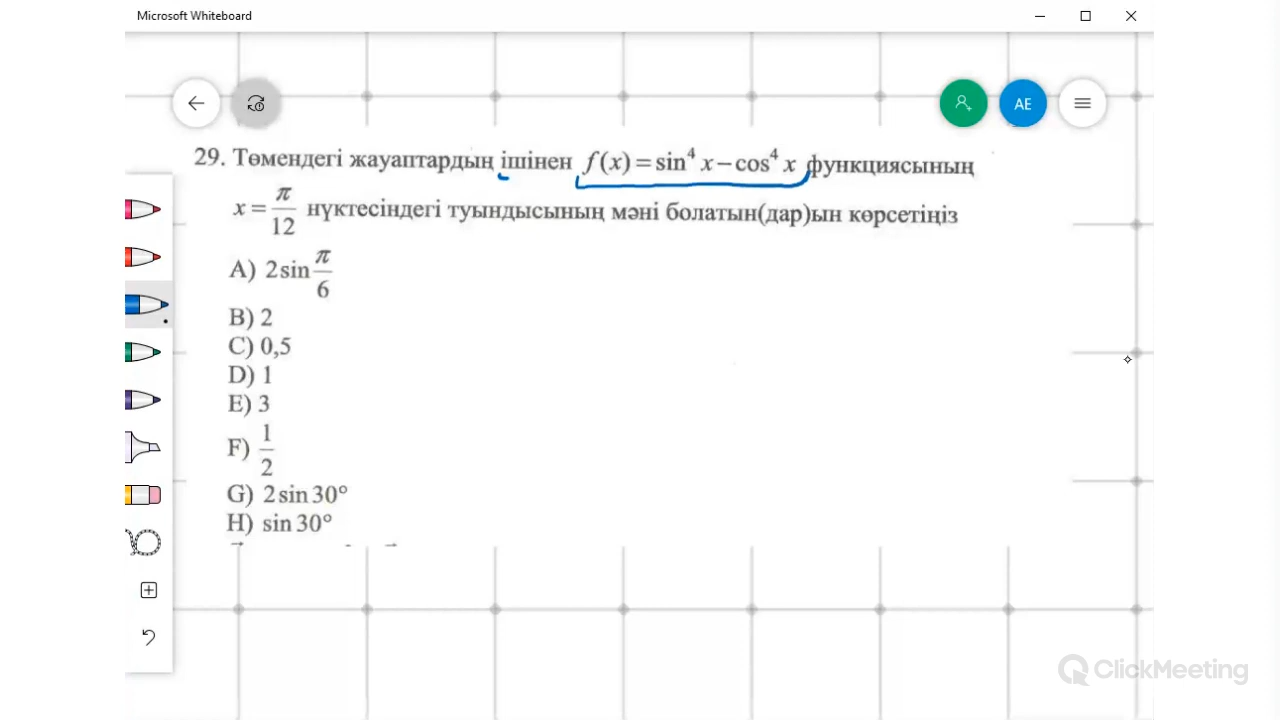 Microsoft Whiteboard
AE
29. Төмендегі жауаптардың ішінен f(x) = sin⁴ x − cos⁴ x функциясының
x = π/12 нүктесіндегі туындысының мәні болатын(дар)ын көрсетіңіз
A) 2 sin π/6
B) 2
C) 0,5
D) 1
E) 3
F) 1/2
G) 2 sin 30°
H) sin 30°
ClickMeeting